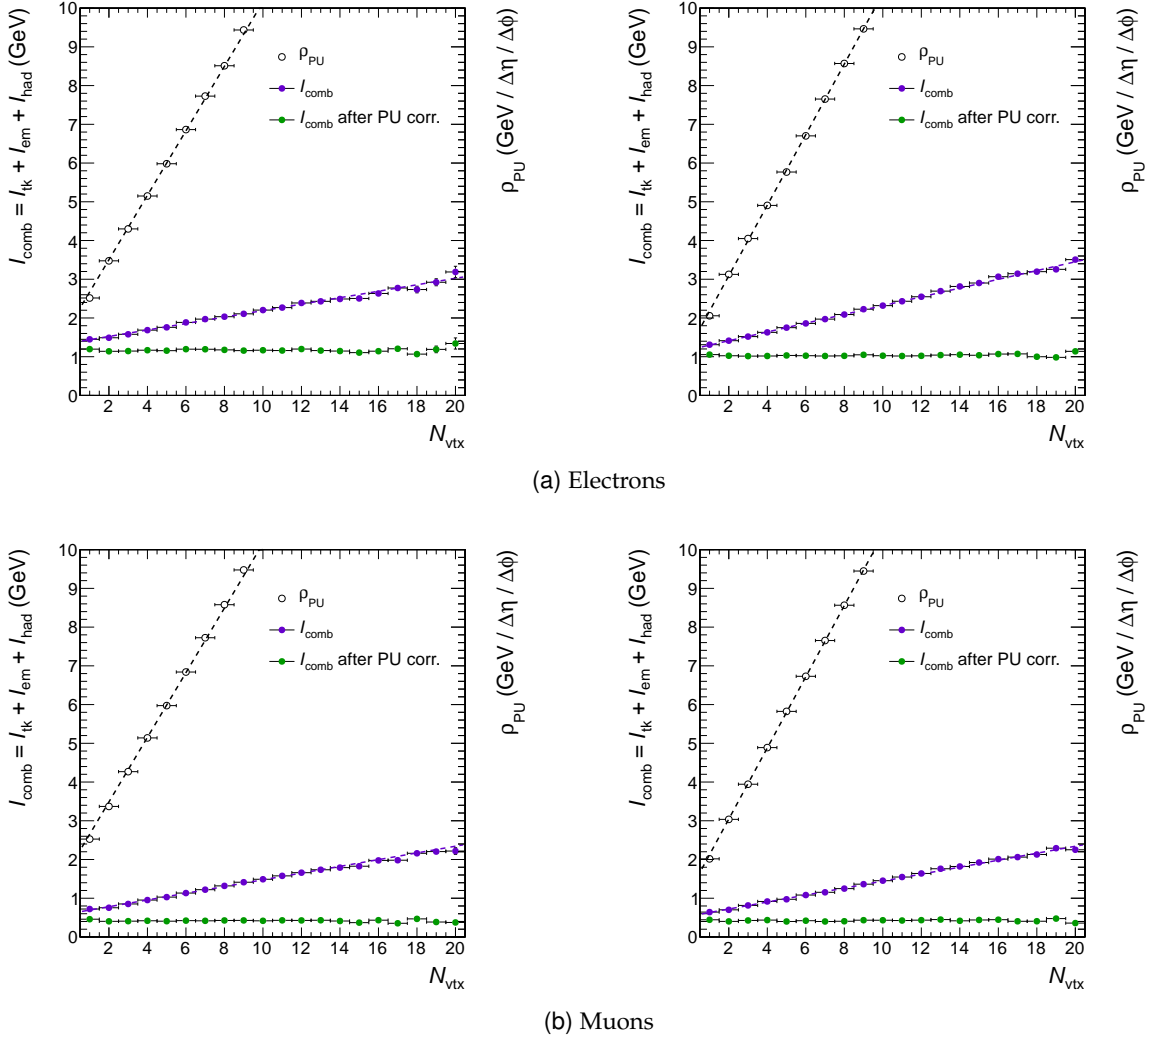 I_comb = I_tk + I_em + I_had (GeV)
10
9
8
7
6
5
4
3
2
1
0
ρ_PU
I_comb
I_comb after PU corr.
2 4 6 8 10 12 14 16 18 20
N_vtx
ρ_PU (GeV / Δη / Δϕ)
I_comb = I_tk + I_em + I_had (GeV)
10
9
8
7
6
5
4
3
2
1
0
ρ_PU
I_comb
I_comb after PU corr.
2 4 6 8 10 12 14 16 18 20
N_vtx
ρ_PU (GeV / Δη / Δϕ)
(a) Electrons
I_comb = I_tk + I_em + I_had (GeV)
10
9
8
7
6
5
4
3
2
1
0
ρ_PU
I_comb
I_comb after PU corr.
2 4 6 8 10 12 14 16 18 20
N_vtx
ρ_PU (GeV / Δη / Δϕ)
I_comb = I_tk + I_em + I_had (GeV)
10
9
8
7
6
5
4
3
2
1
0
ρ_PU
I_comb
I_comb after PU corr.
2 4 6 8 10 12 14 16 18 20
N_vtx
ρ_PU (GeV / Δη / Δϕ)
(b) Muons